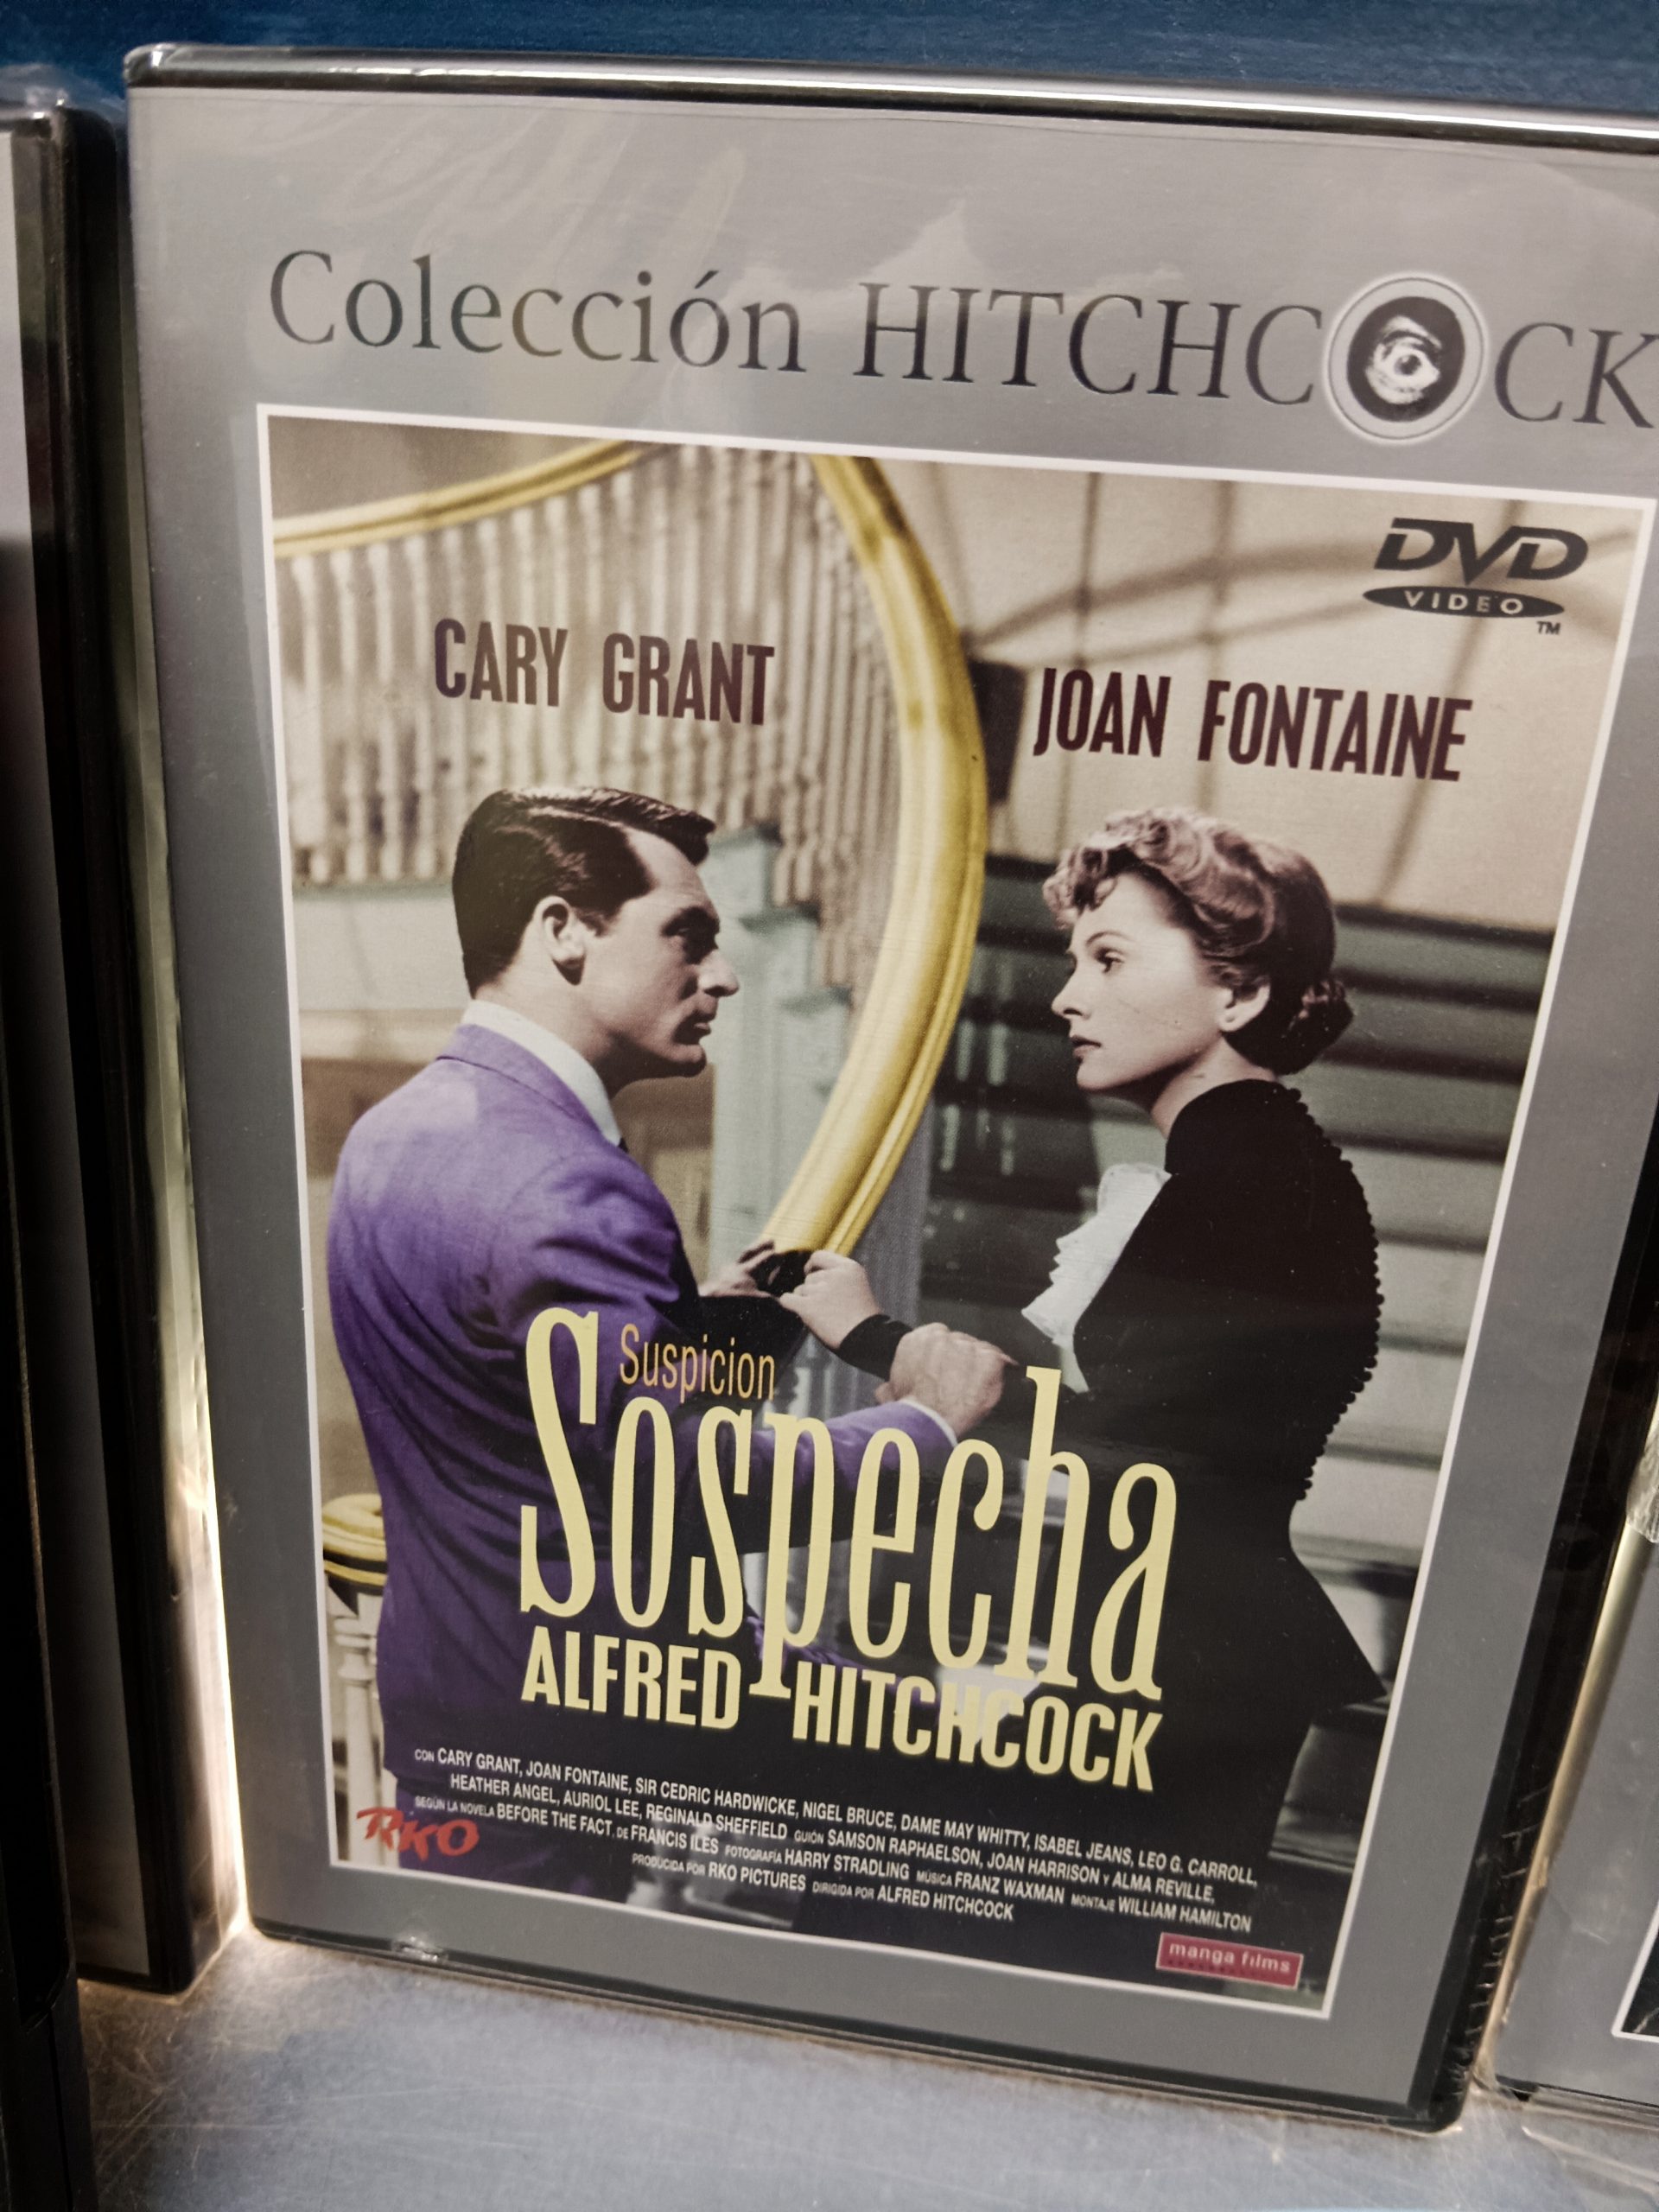 Colección HITCHCOCK
DVD
VIDEO
TM
CARY GRANT
JOAN FONTAINE
Suspicion
Sospecha
ALFRED HITCHCOCK
CON CARY GRANT, JOAN FONTAINE, SIR CEDRIC HARDWICKE, NIGEL BRUCE, DAME MAY WHITTY, ISABEL JEANS, LEO G. CARROLL,
HEATHER ANGEL, AURIOL LEE, REGINALD SHEFFIELD GUIÓN SAMSON RAPHAELSON, JOAN HARRISON Y ALMA REVILLE,
SEGÚN LA NOVELA BEFORE THE FACT, DE FRANCIS ILES FOTOGRAFÍA HARRY STRADLING MÚSICA FRANZ WAXMAN MONTAJE WILLIAM HAMILTON
PRODUCIDA POR RKO PICTURES DIRIGIDA POR ALFRED HITCHCOCK
RKO
manga films